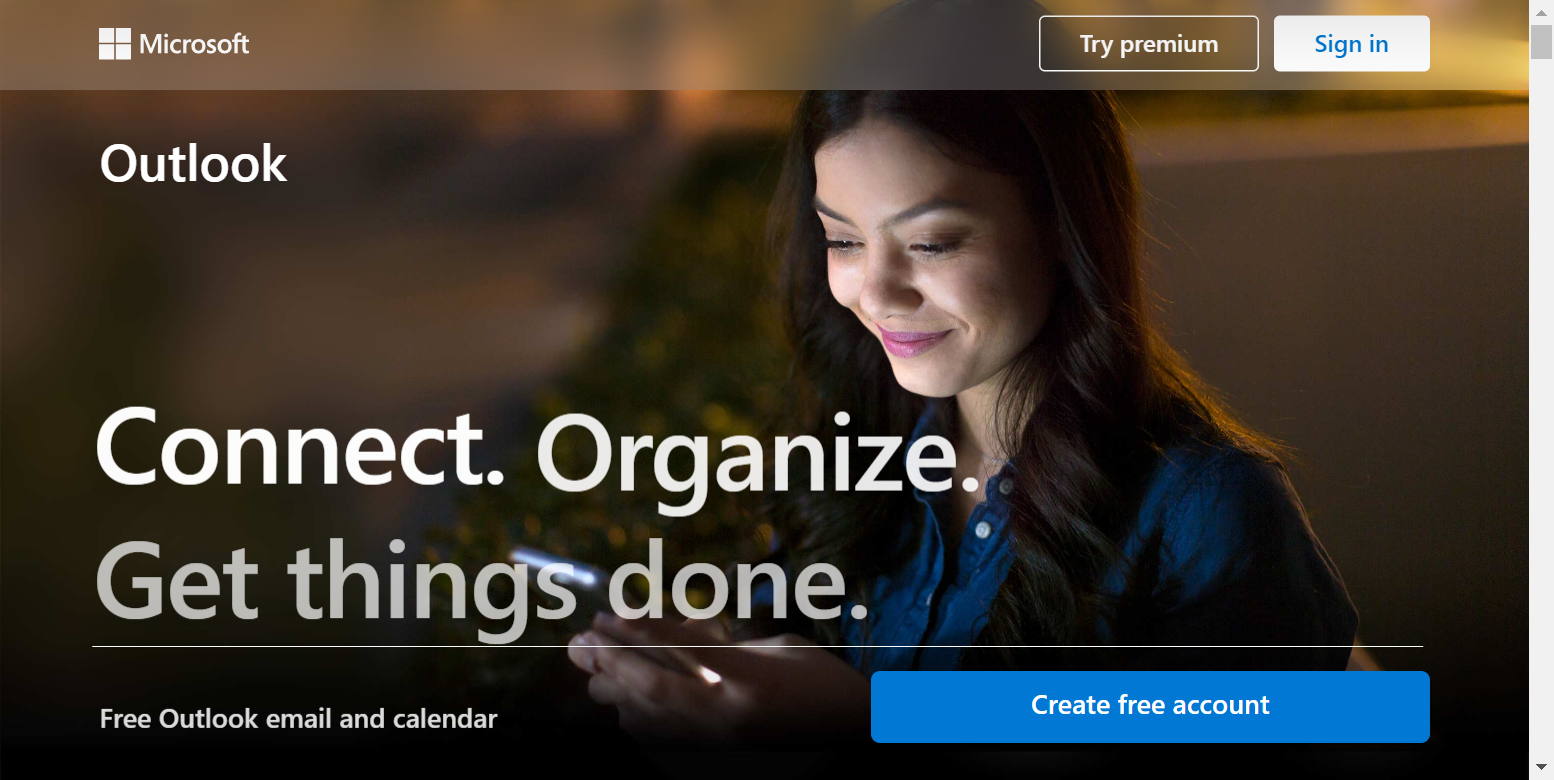 Microsoft
Try premium
Sign in
Outlook
Connect. Organize.
Get things done.
Free Outlook email and calendar
Create free account